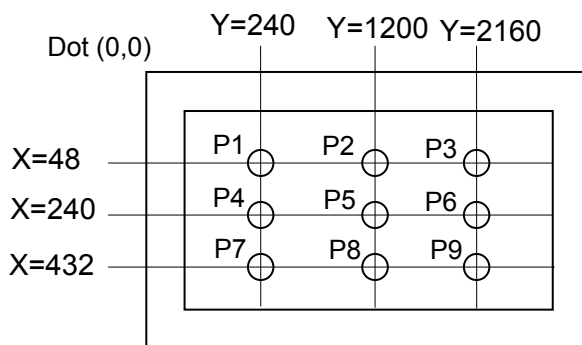 Y=240 Y=1200 Y=2160
Dot (0,0)
X=48 P1 P2 P3
X=240 P4 P5 P6
X=432 P7 P8 P9